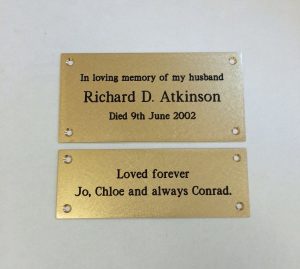 In loving memory of my husband
Richard D. Atkinson
Died 9th June 2002
Loved forever
Jo, Chloe and always Conrad.